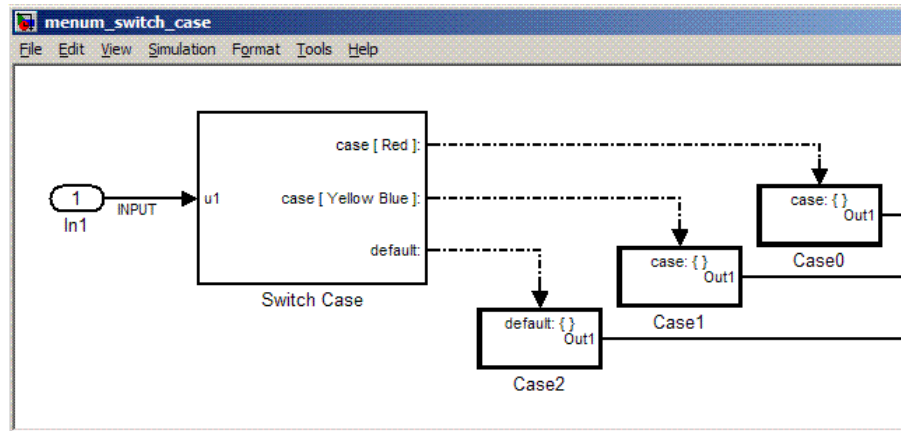 menum_switch_case
File Edit View Simulation Format Tools Help
case [ Red ]:
1
u1
case [ Yellow Blue ]:
INPUT
In1
default:
Switch Case
case: { }
Out1
Case0
case: { }
Out1
Case1
default: { }
Out1
Case2